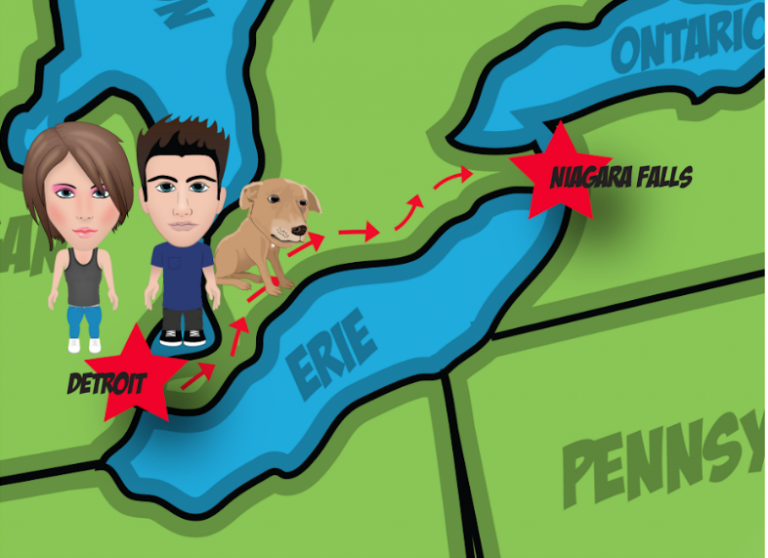 ONTARIO
NIAGARA FALLS
ERIE
DETROIT
PENNSY